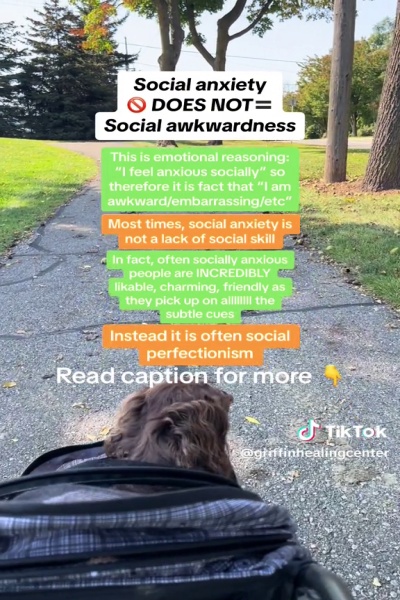 Social anxiety
🚫 DOES NOT=
Social awkwardness
This is emotional reasoning:
“I feel anxious socially” so
therefore it is fact that “I am
awkward/embarrassing/etc”
Most times, social anxiety is
not a lack of social skill
In fact, often socially anxious
people are INCREDIBLY
likable, charming, friendly as
they pick up on allllllll the
subtle cues
Instead it is often social
perfectionism
Read caption for more 👇
TikTok
@griffinhealingcenter